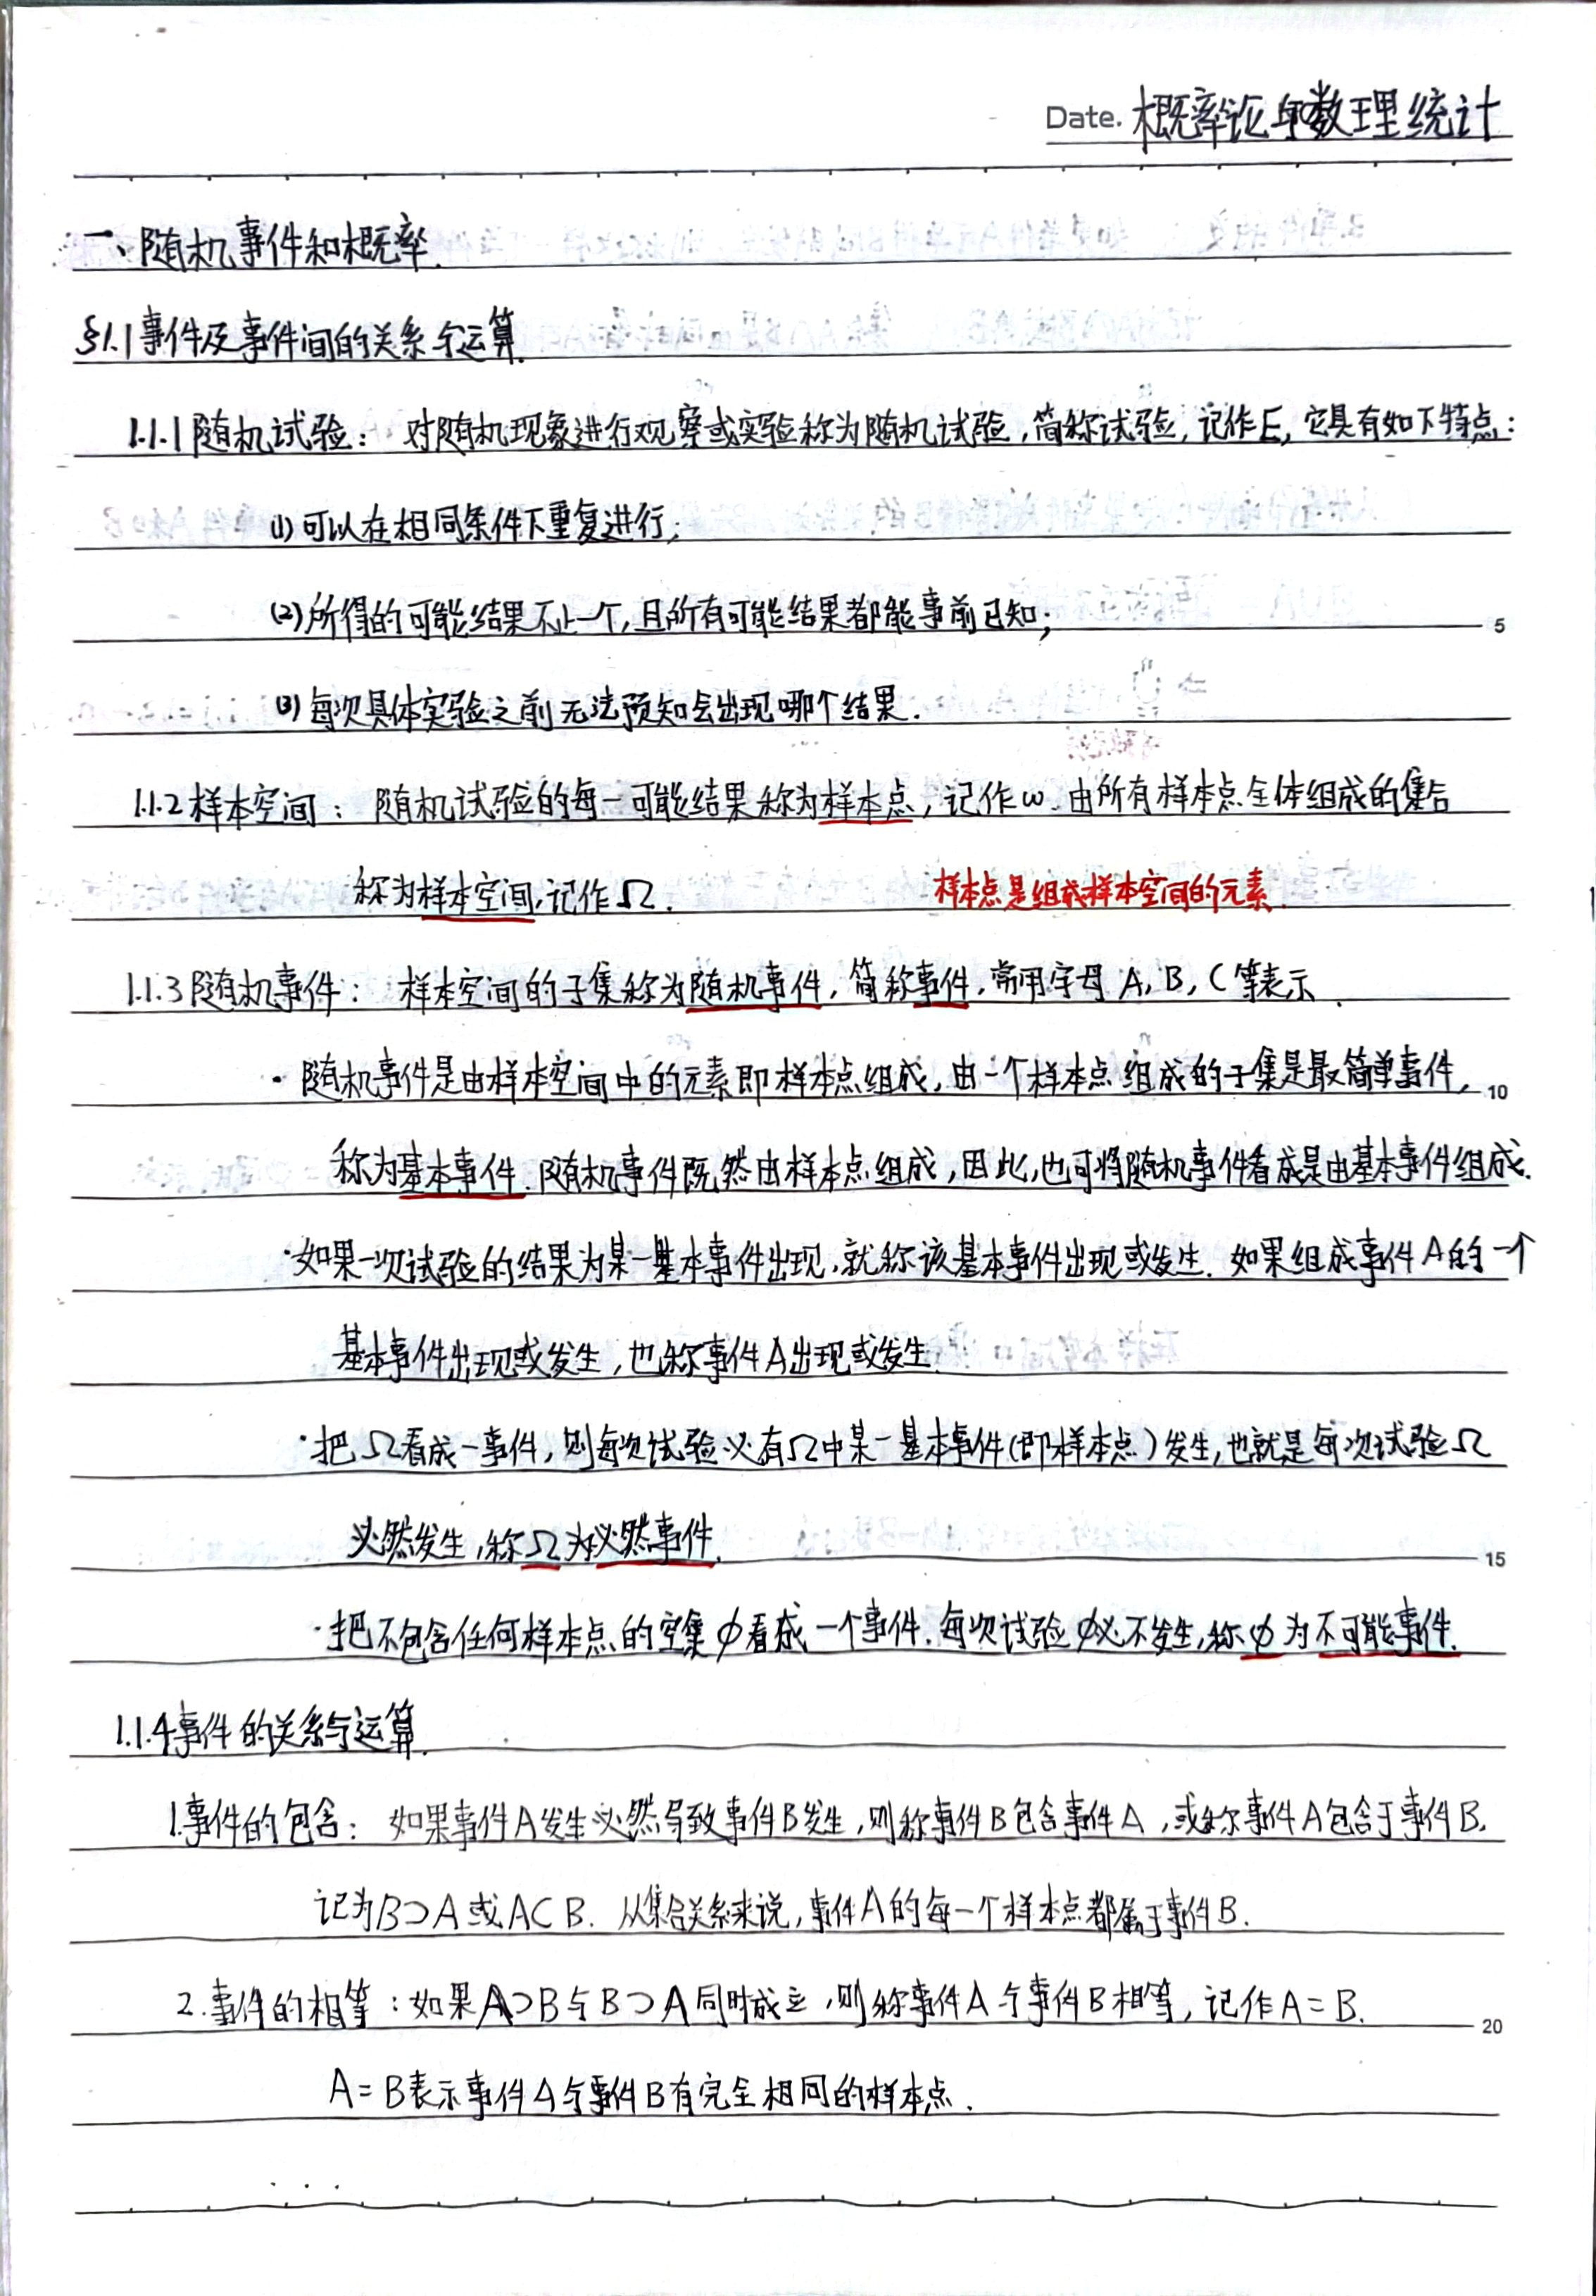 Date. 概率论与数理统计
一、随机事件和概率.
§1.1 事件及事件间的关系与运算.
1.1.1 随机试验: 对随机现象进行观察或实验称为随机试验,简称试验,记作E,它具有如下特点:
(1) 可以在相同条件下重复进行;
(2) 所得的可能结果不止一个,且所有可能结果都能事前已知;
5
(3) 每次具体实验之前无法预知会出现哪个结果.
1.1.2 样本空间: 随机试验的每一可能结果称为样本点,记作ω.由所有样本点全体组成的集合
称为样本空间,记作Ω. 样本点是组成样本空间的元素.
1.1.3 随机事件: 样本空间的子集称为随机事件,简称事件,常用字母A,B,C等表示.
·随机事件是由样本空间中的元素即样本点组成,由一个样本点组成的子集是最简单事件,
10
称为基本事件.随机事件既然由样本点组成,因此,也可将随机事件看成是由基本事件组成.
·如果一次试验的结果为某一基本事件出现,就称该基本事件出现或发生.如果组成事件A的一个
基本事件出现或发生,也称事件A出现或发生.
·把Ω看成一事件,则每次试验必有Ω中某一基本事件(即样本点)发生,也就是每次试验Ω
必然发生,称Ω为必然事件.
15
·把不包含任何样本点的空集∅看成一个事件.每次试验∅必不发生,称∅为不可能事件.
1.1.4 事件的关系与运算.
1.事件的包含: 如果事件A发生必然导致事件B发生,则称事件B包含事件A,或称事件A包含于事件B.
记为B⊃A或A⊂B. 从集合关系来说,事件A的每一个样本点都属于事件B.
2.事件的相等:如果A⊃B与B⊃A同时成立,则称事件A与事件B相等,记作A=B.
20
A=B表示事件A与事件B有完全相同的样本点.